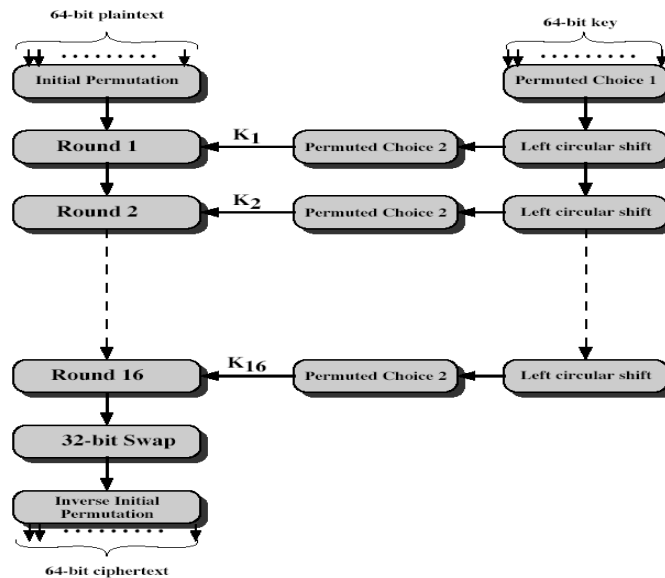 64-bit plaintext
64-bit key
Initial Permutation
Permuted Choice 1
Round 1
K1
Permuted Choice 2
Left circular shift
Round 2
K2
Permuted Choice 2
Left circular shift
Round 16
K16
Permuted Choice 2
Left circular shift
32-bit Swap
Inverse Initial
Permutation
64-bit ciphertext